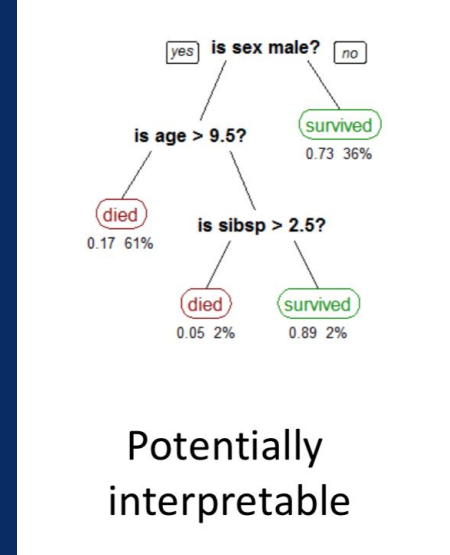 yes is sex male? no
is age > 9.5?
survived
0.73 36%
died
0.17 61%
is sibsp > 2.5?
died
0.05 2%
survived
0.89 2%
Potentially
interpretable